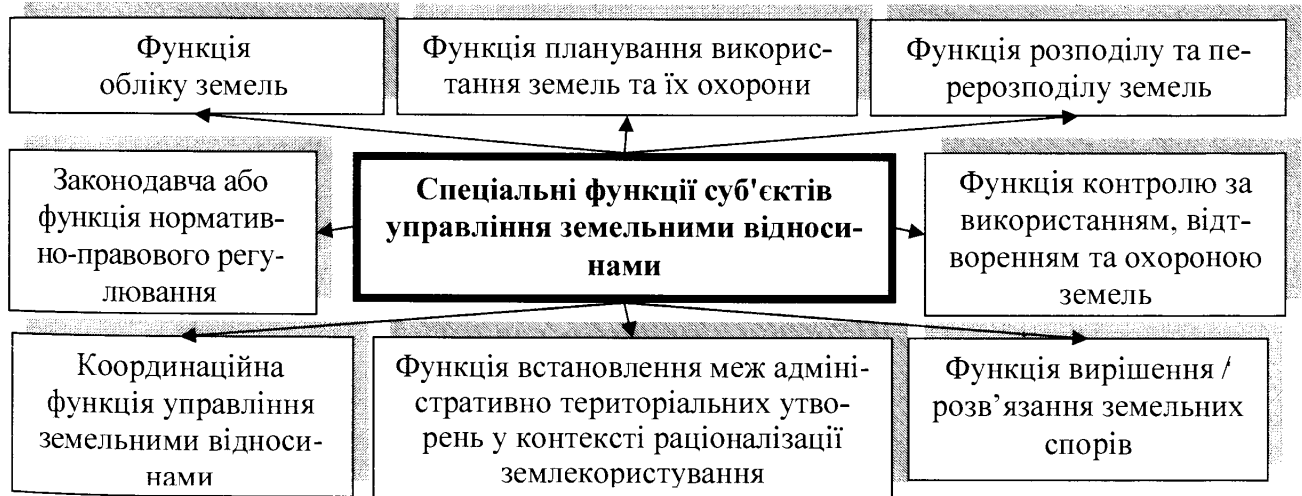 Функція
обліку земель
Функція планування викорис-
тання земель та їх охорони
Функція розподілу та пе-
рерозподілу земель
Законодавча або
функція норматив-
но-правового регу-
лювання
Спеціальні функції суб'єктів
управління земельними відноси-
нами
Функція контролю за
використанням, відт-
воренням та охороною
земель
Координаційна
функція управління
земельними відноси-
нами
Функція встановлення меж адміні-
стративно територіальних утво-
рень у контексті раціоналізації
землекористування
Функція вирішення /
розв’язання земельних
спорів